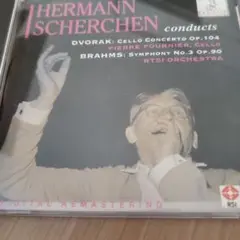 HERMANN
SCHERCHEN
conducts
DVORAK: CELLO CONCERTO OP.104
PIERRE FOURNIER, CELLO
BRAHMS: SYMPHONY NO.3 OP.90
RTSI ORCHESTRA
DIGITAL REMASTERING